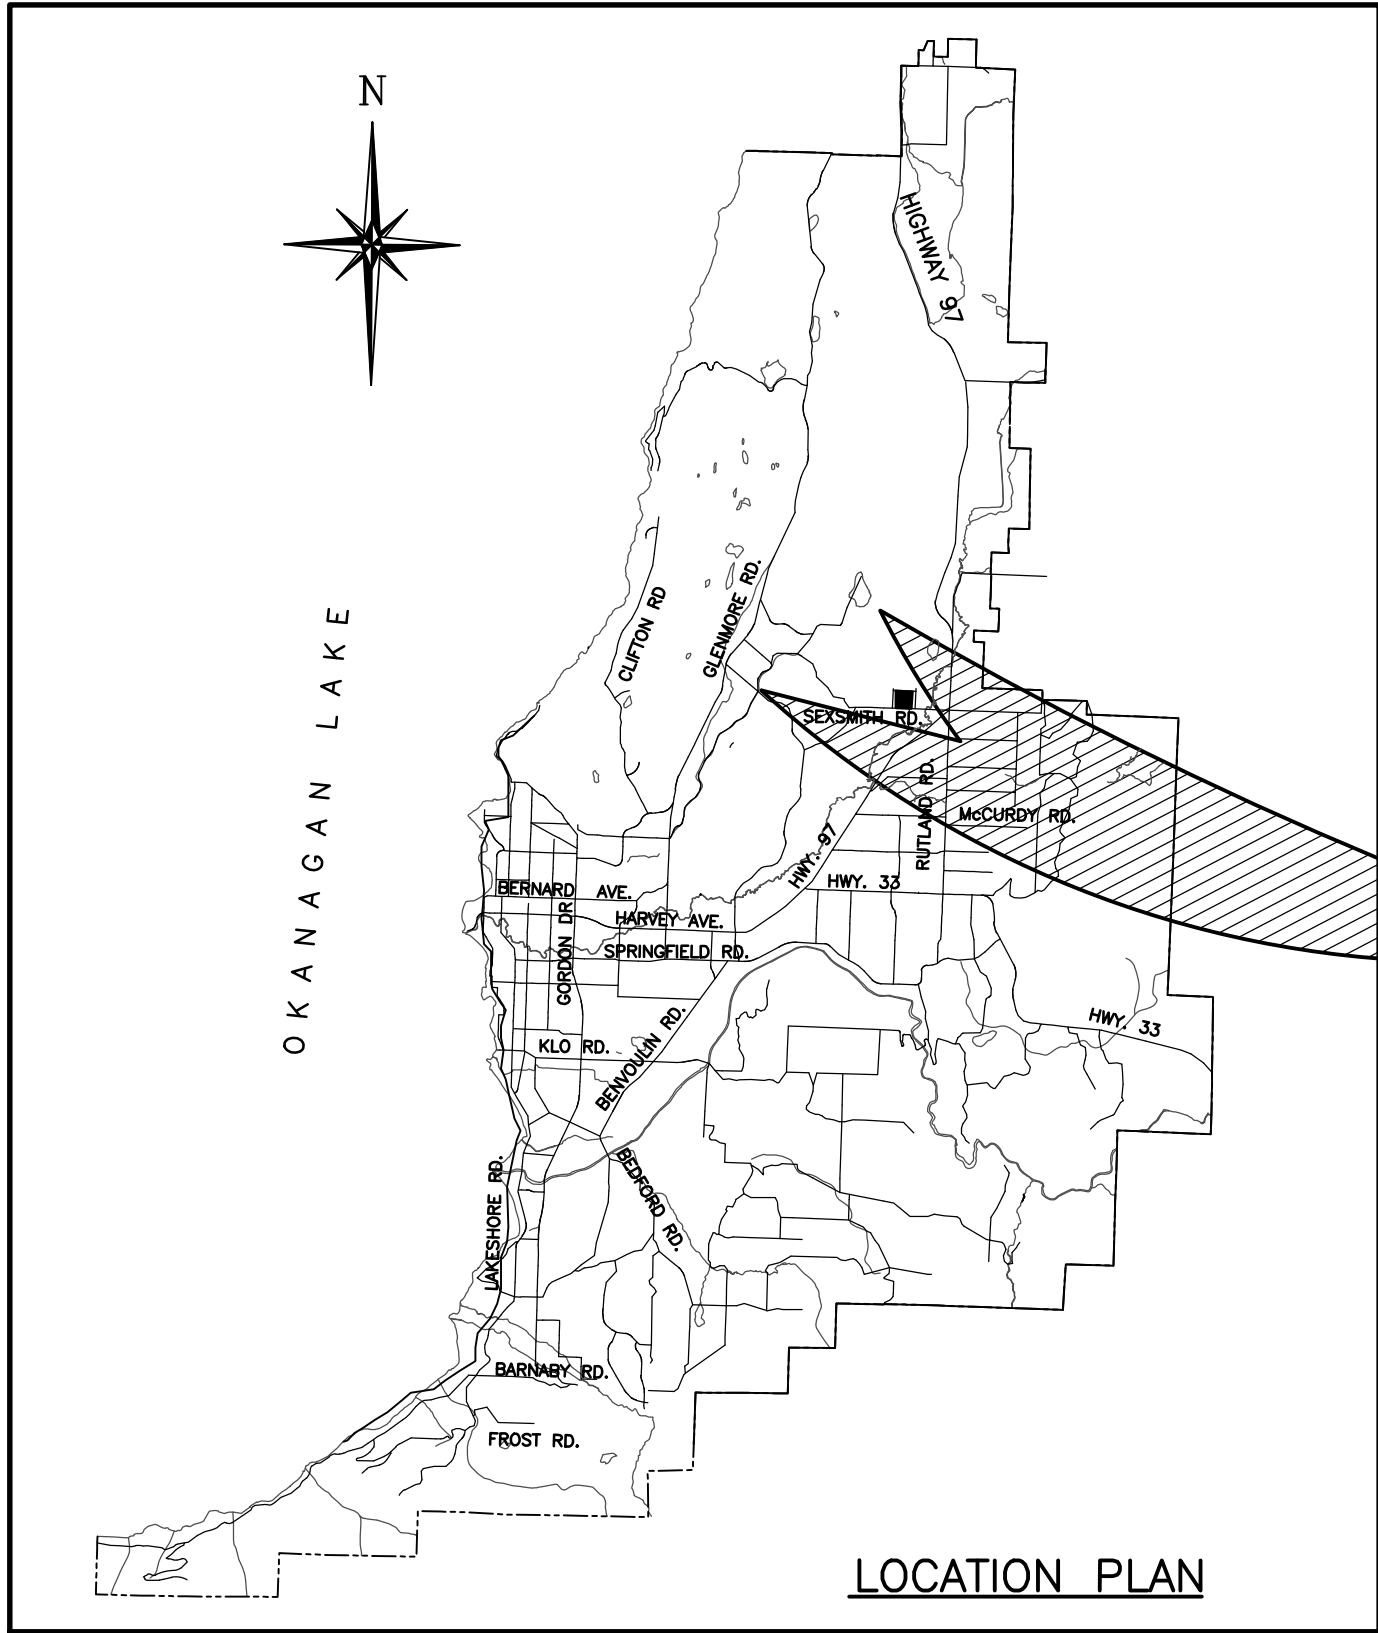 N
HIGHWAY 97
OKANAGAN LAKE
CLIFTON RD
GLENMORE RD.
SEXSMITH RD.
RUTLAND RD.
McCURDY RD.
HWY. 97
HWY. 33
BERNARD AVE.
GORDON DR.
HARVEY AVE.
SPRINGFIELD RD.
KLO RD.
BENVOULIN RD.
HWY. 33
LAKESHORE RD.
BEDFORD RD.
BARNABY RD.
FROST RD.
LOCATION PLAN